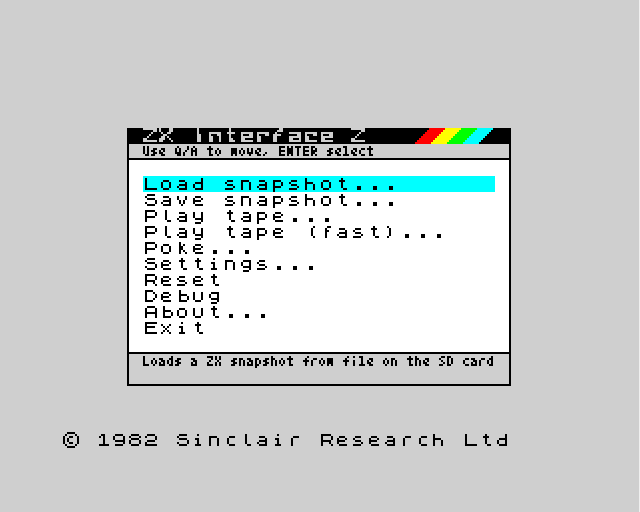 ZX Interface Z
Use Q/A to move, ENTER select
Load snapshot...
Save snapshot...
Play tape...
Play tape (fast)...
Poke...
Settings...
Reset
Debug
About...
Exit
Loads a ZX snapshot from file on the SD card
© 1982 Sinclair Research Ltd